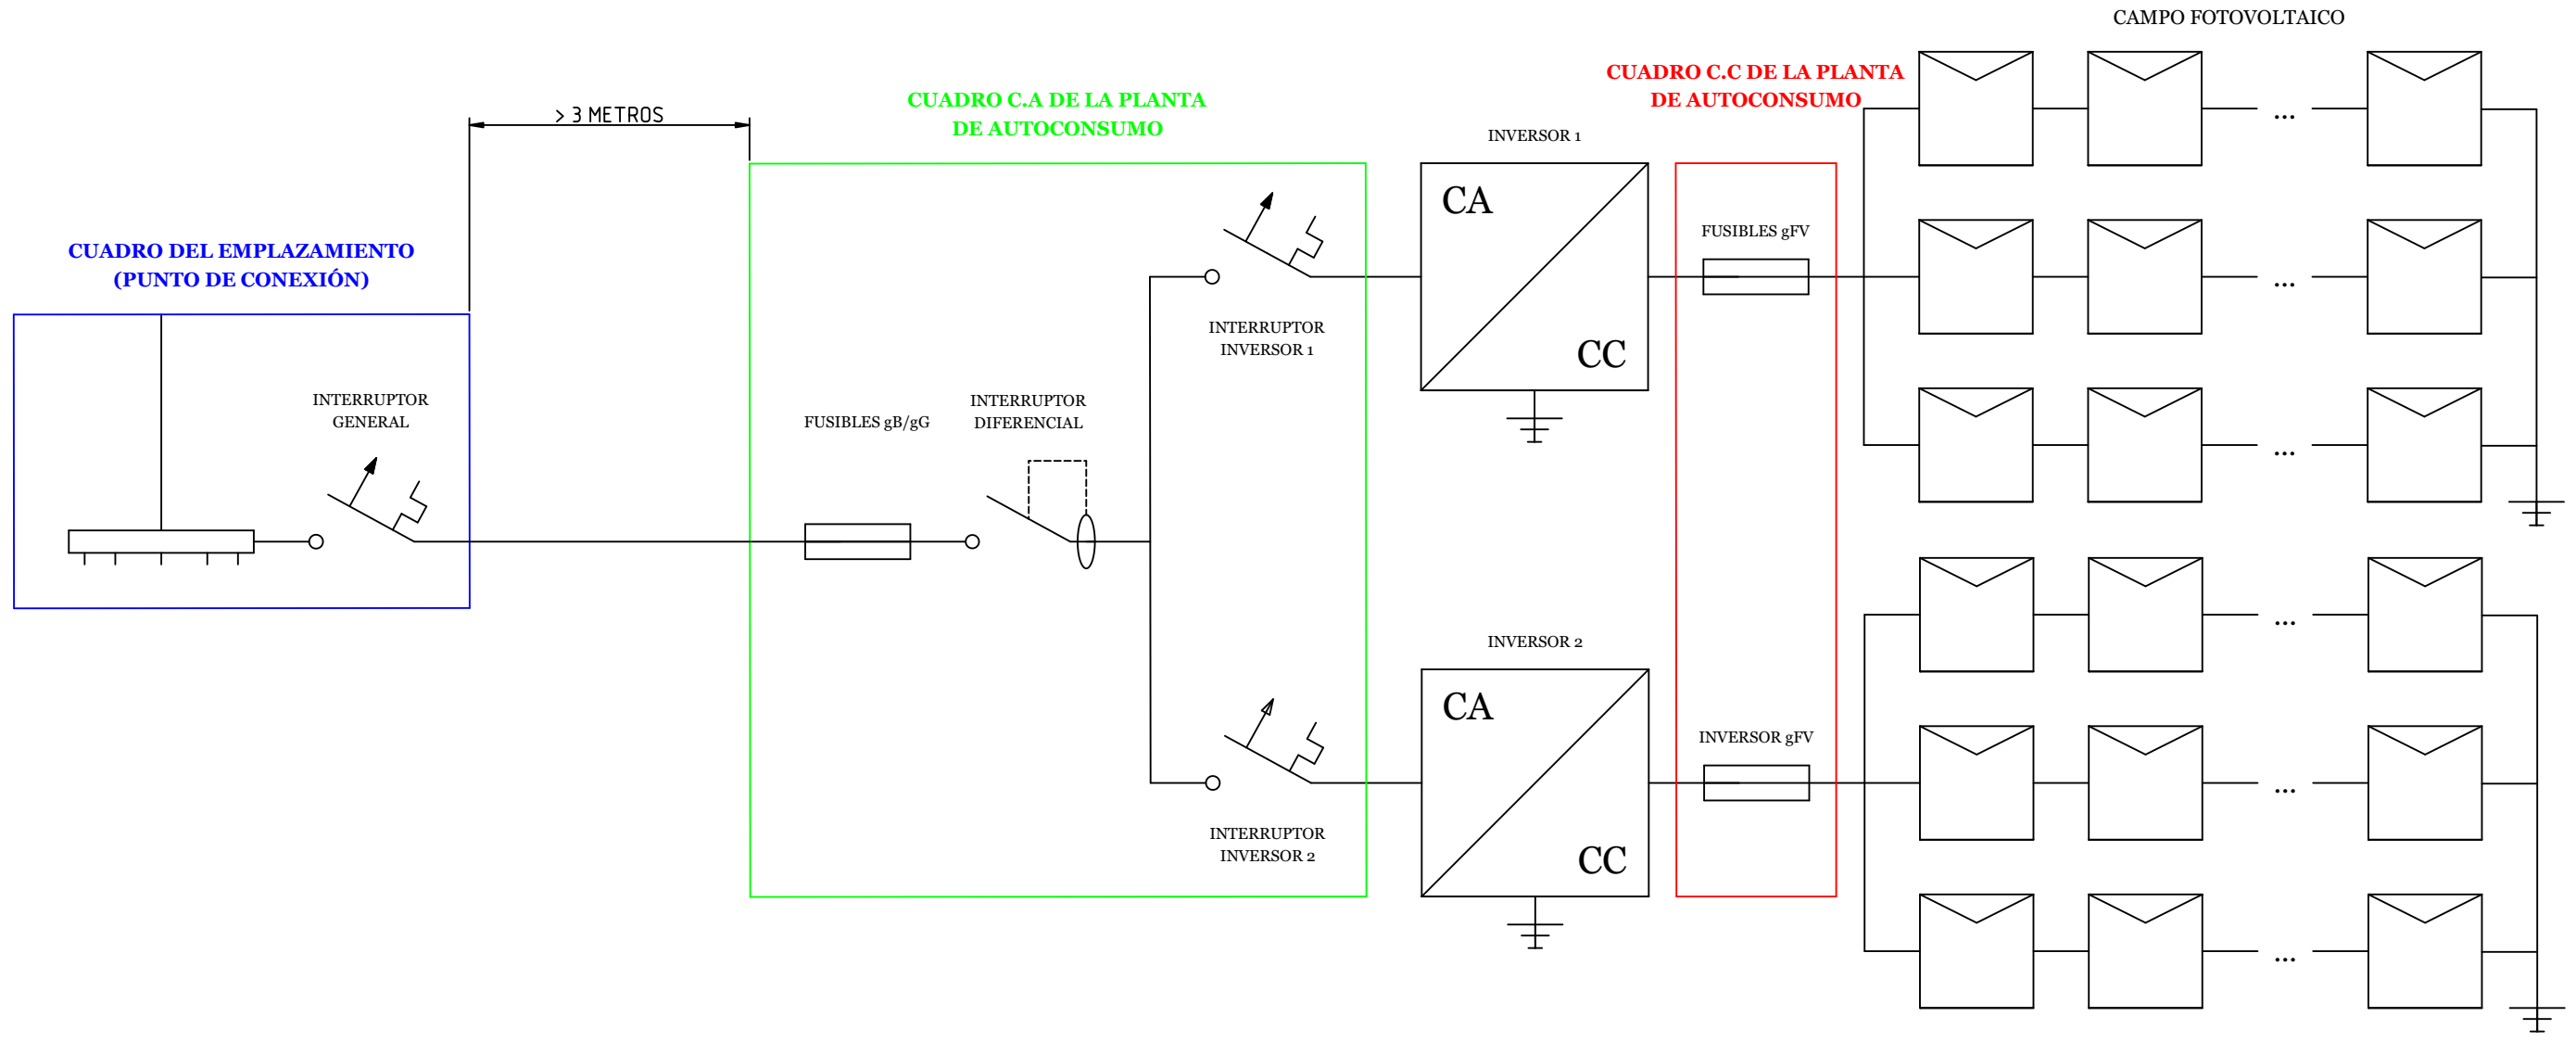 CAMPO FOTOVOLTAICO
CUADRO C.C DE LA PLANTA
DE AUTOCONSUMO
CUADRO C.A DE LA PLANTA
DE AUTOCONSUMO
> 3 METROS
INVERSOR 1
CA
CC
FUSIBLES gFV
...
...
...
CUADRO DEL EMPLAZAMIENTO
(PUNTO DE CONEXIÓN)
INTERRUPTOR
GENERAL
FUSIBLES gB/gG
INTERRUPTOR
DIFERENCIAL
INTERRUPTOR
INVERSOR 1
INVERSOR 2
CA
CC
INVERSOR gFV
INTERRUPTOR
INVERSOR 2
...
...
...